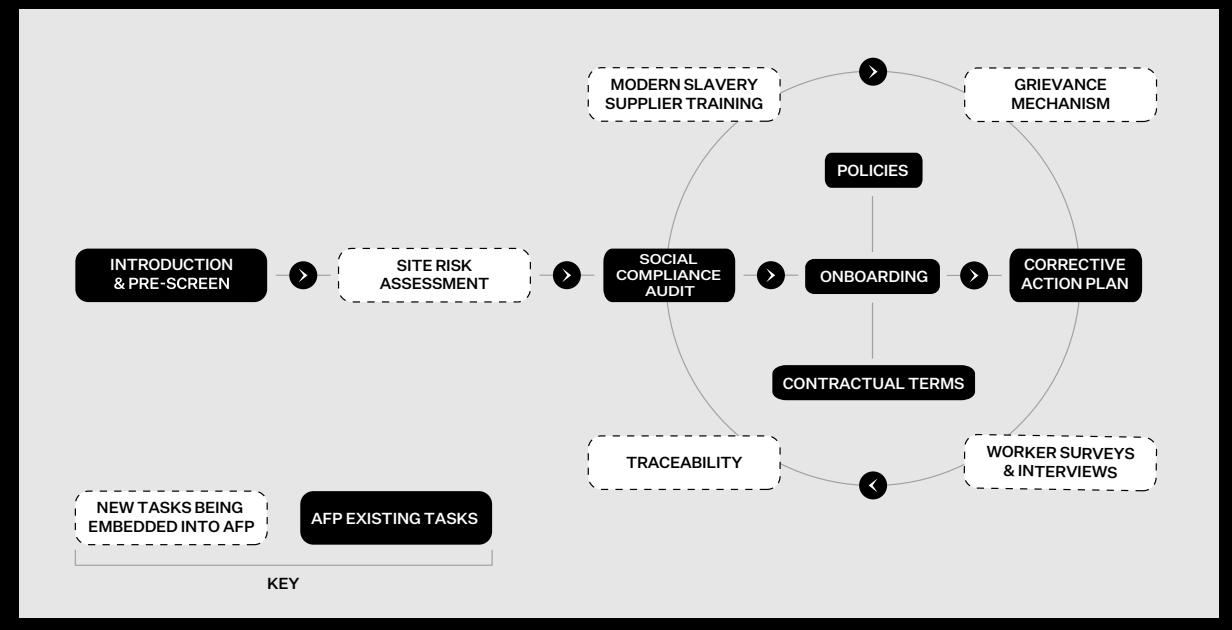 MODERN SLAVERY
SUPPLIER TRAINING
GRIEVANCE
MECHANISM
POLICIES
INTRODUCTION
& PRE-SCREEN
SITE RISK
ASSESSMENT
SOCIAL
COMPLIANCE
AUDIT
ONBOARDING
CORRECTIVE
ACTION PLAN
CONTRACTUAL TERMS
TRACEABILITY
WORKER SURVEYS
& INTERVIEWS
NEW TASKS BEING
EMBEDDED INTO AFP
AFP EXISTING TASKS
KEY